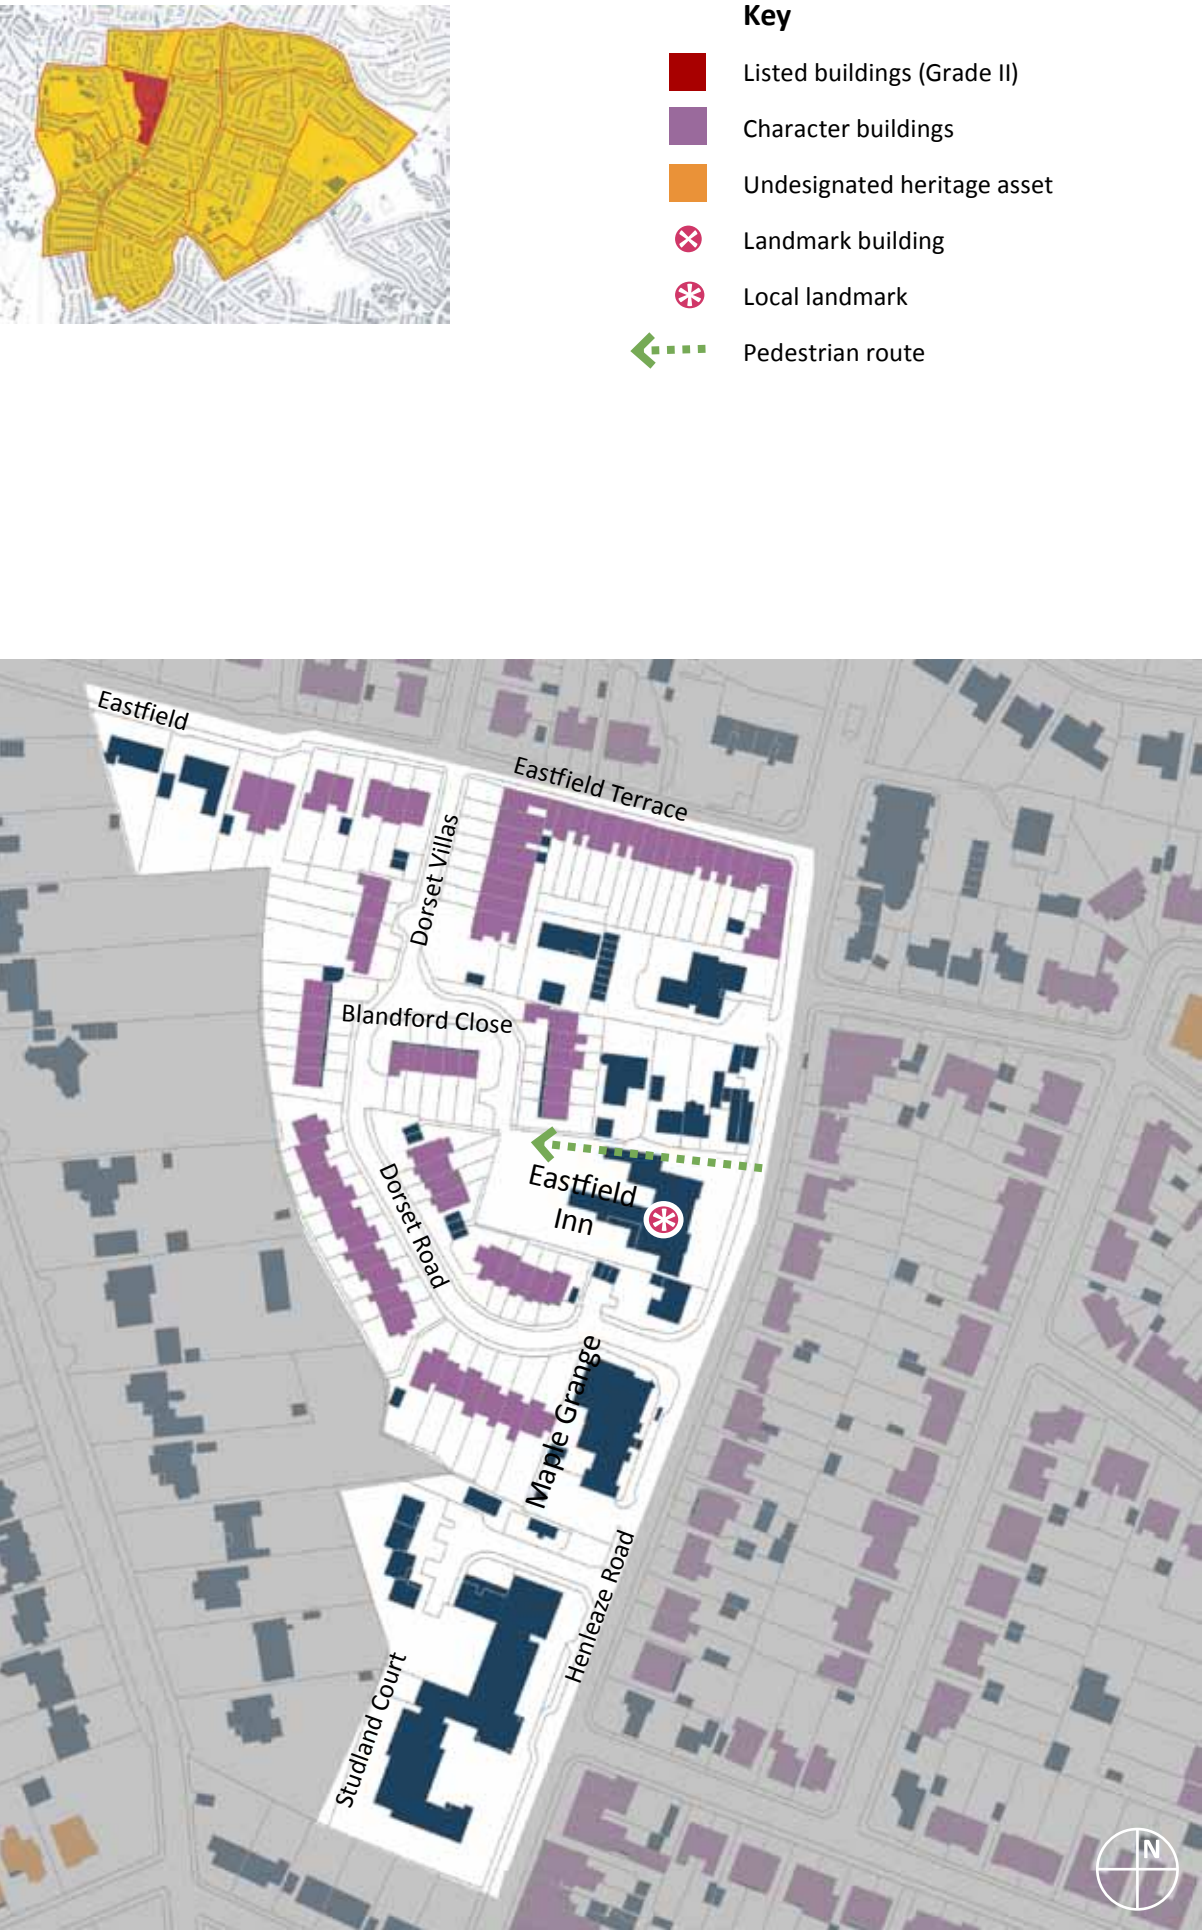 Key
Listed buildings (Grade II)
Character buildings
Undesignated heritage asset
Landmark building
Local landmark
Pedestrian route
Eastfield
Eastfield Terrace
Dorset Villas
Blandford Close
Eastfield
Inn
Dorset Road
Maple Grange
Henleaze Road
Studland Court
N